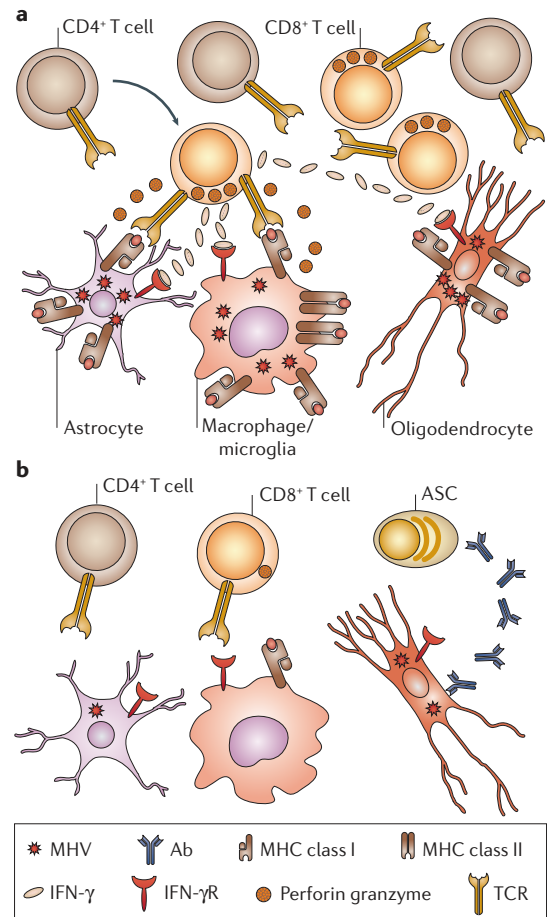 a
CD4⁺ T cell
CD8⁺ T cell
Astrocyte
Macrophage/
microglia
Oligodendrocyte
b
CD4⁺ T cell
CD8⁺ T cell
ASC
MHV
Ab
MHC class I
MHC class II
IFN-γ
IFN-γR
Perforin granzyme
TCR